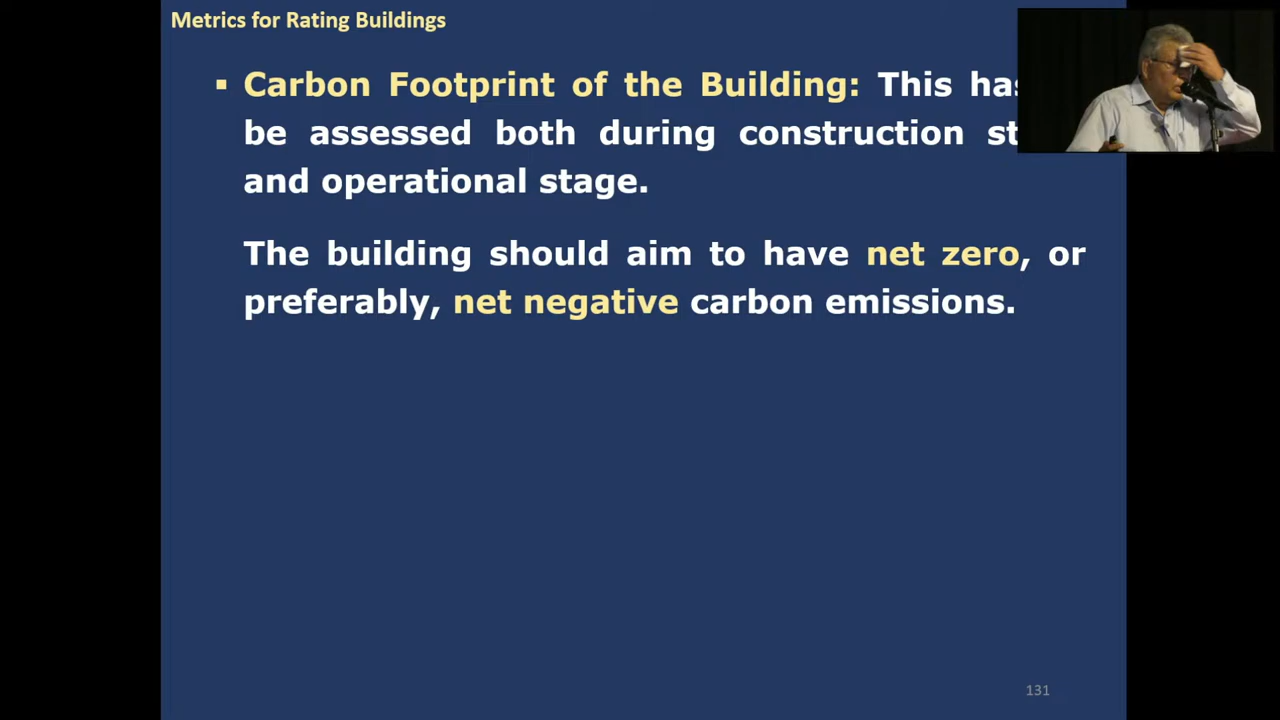 Metrics for Rating Buildings
▪ Carbon Footprint of the Building: This has
be assessed both during construction
and operational stage.
The building should aim to have net zero, or
preferably, net negative carbon emissions.
131